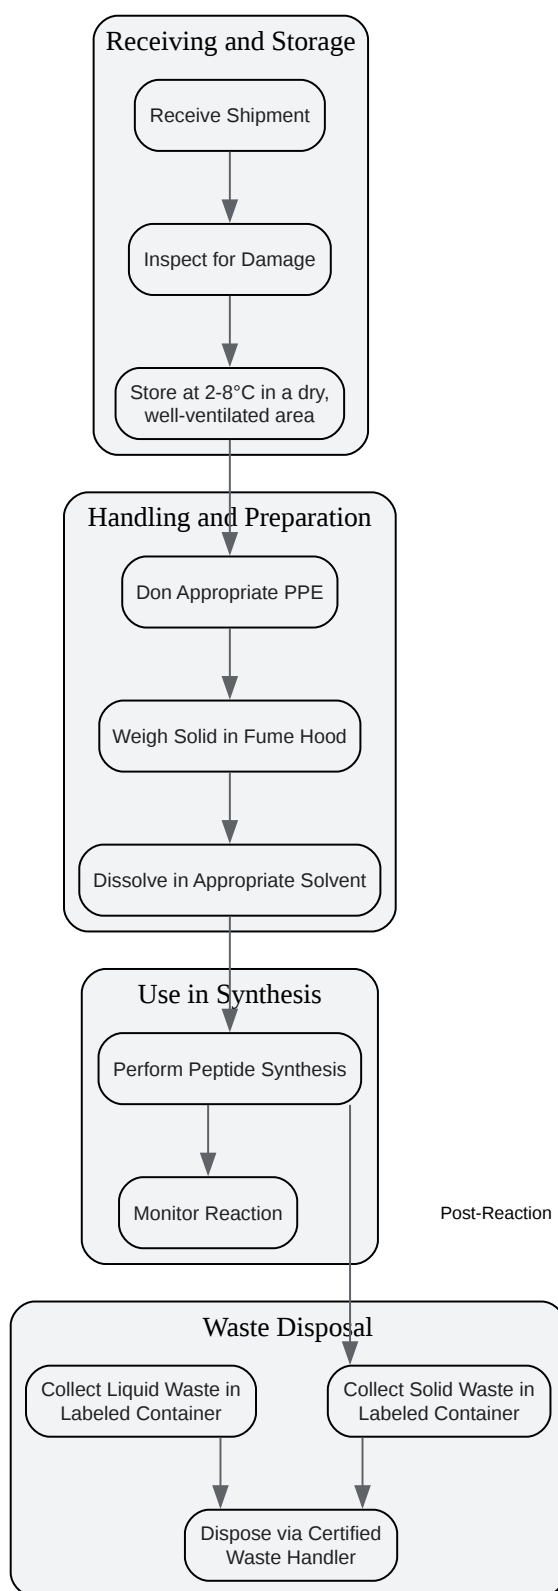 Receiving and Storage
Receive Shipment
Inspect for Damage
Store at 2-8°C in a dry,
well-ventilated area
Handling and Preparation
Don Appropriate PPE
Weigh Solid in Fume Hood
Dissolve in Appropriate Solvent
Use in Synthesis
Perform Peptide Synthesis
Monitor Reaction
Post-Reaction
Waste Disposal
Collect Liquid Waste in
Labeled Container
Collect Solid Waste in
Labeled Container
Dispose via Certified
Waste Handler